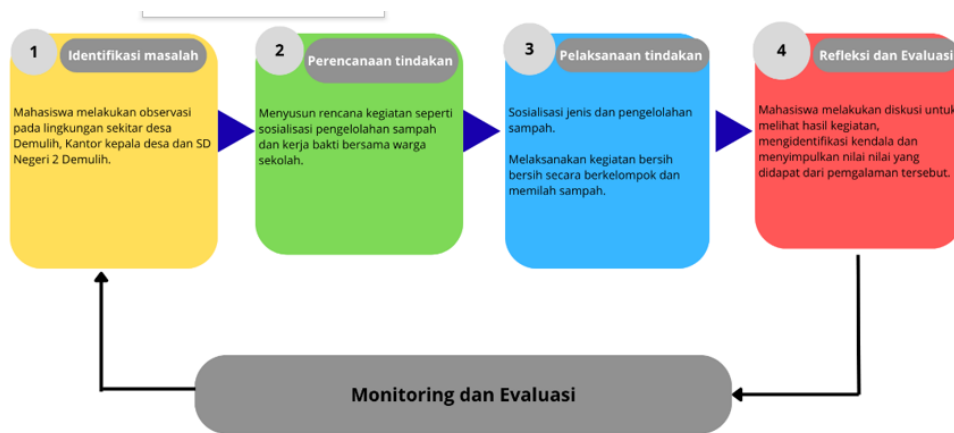 1
Identifikasi masalah
Mahasiswa melakukan observasi
pada lingkungan sekitar desa
Demulih, Kantor kepala desa dan SD
Negeri 2 Demulih.
2
Perencanaan tindakan
Menyusun rencana kegiatan seperti
sosialisasi pengelolahan sampah
dan kerja bakti bersama warga
sekolah.
3
Pelaksanaan tindakan
Sosialisasi jenis dan pengelolahan
sampah.
Melaksanakan kegiatan bersih
bersih secara berkelompok dan
memilah sampah.
4
Refleksi dan Evaluasi
Mahasiswa melakukan diskusi untuk
melihat hasil kegiatan,
mengidentifikasi kendala dan
menyimpulkan nilai nilai yang
didapat dari pemgalaman tersebut.
Monitoring dan Evaluasi